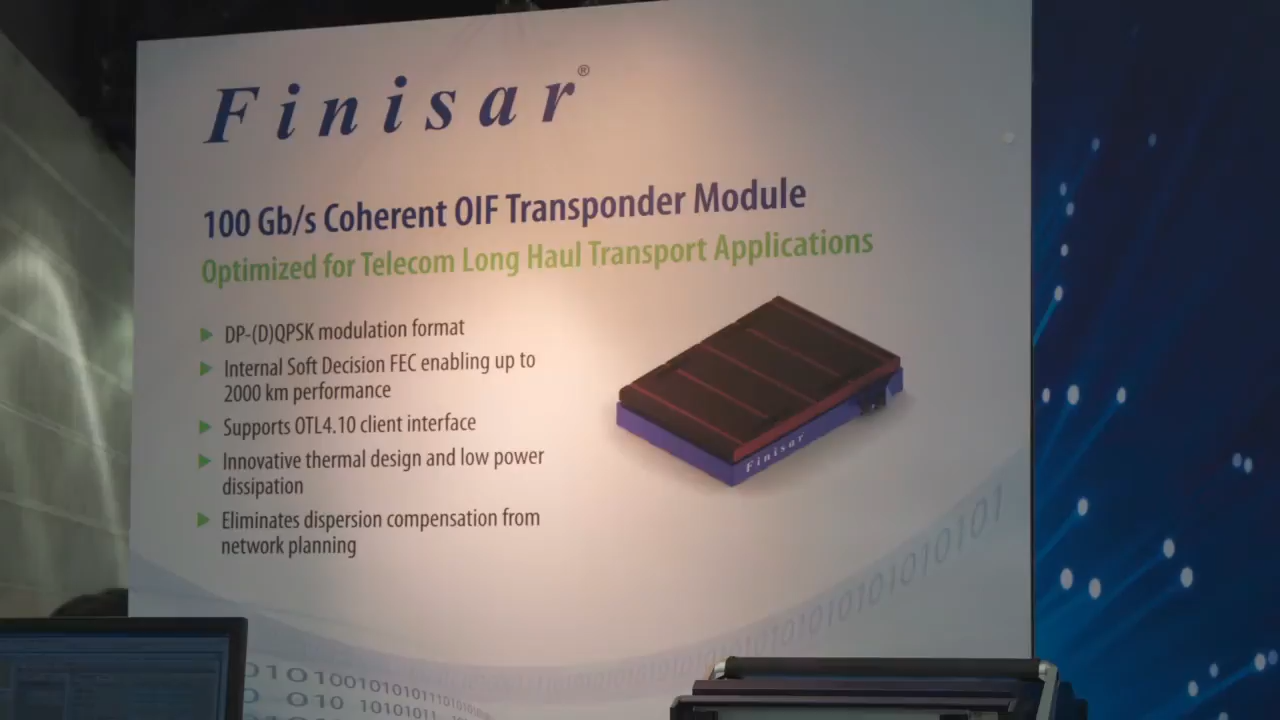 Finisar®
100 Gb/s Coherent OIF Transponder Module
Optimized for Telecom Long Haul Transport Applications
DP-(D)QPSK modulation format
Internal Soft Decision FEC enabling up to
2000 km performance
Supports OTL4.10 client interface
Innovative thermal design and low power
dissipation
Eliminates dispersion compensation from
network planning
Finisar